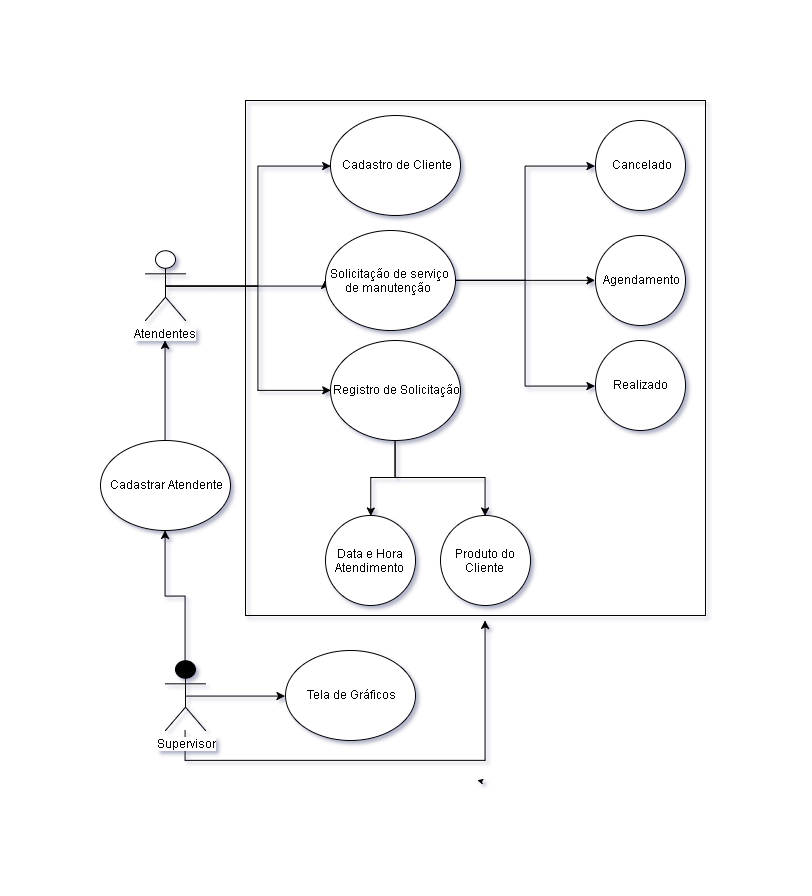 Cadastro de Cliente
Cancelado
Solicitação de serviço
de manutenção
Agendamento
Atendentes
Registro de Solicitação
Realizado
Cadastrar Atendente
Data e Hora
Atendimento
Produto do
Cliente
Tela de Gráficos
Supervisor